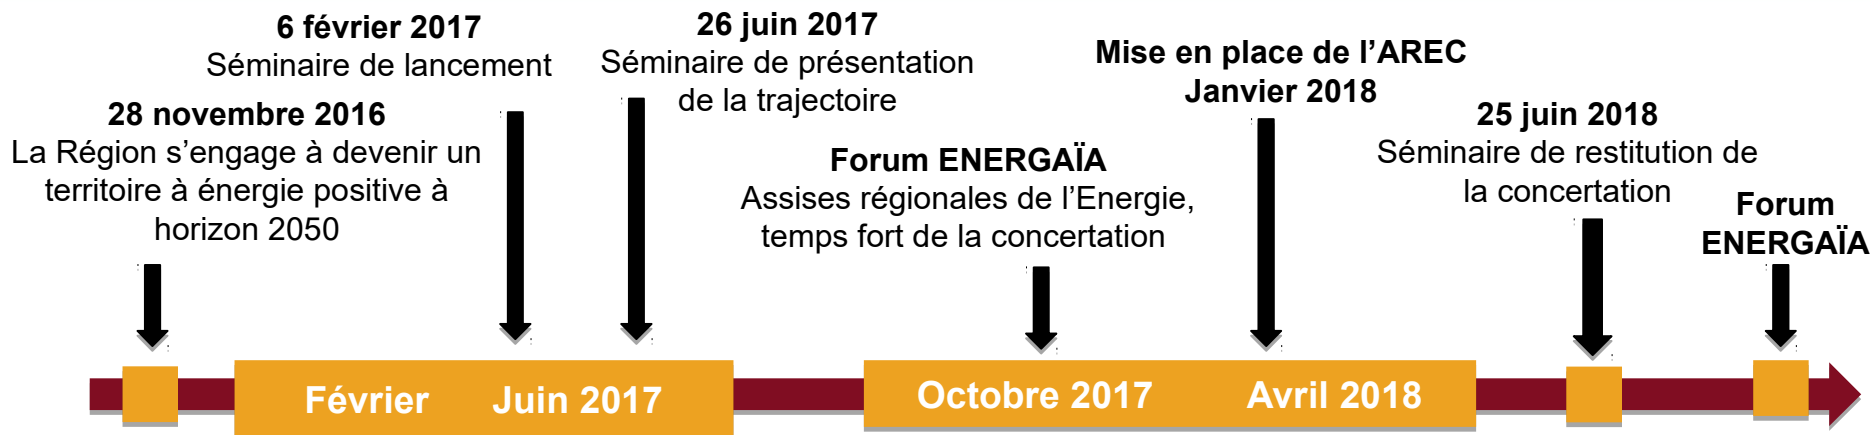 28 novembre 2016
La Région s’engage à devenir un
territoire à énergie positive à
horizon 2050
6 février 2017
Séminaire de lancement
26 juin 2017
Séminaire de présentation
de la trajectoire
Forum ENERGAÏA
Assises régionales de l’Energie,
temps fort de la concertation
Mise en place de l’AREC
Janvier 2018
25 juin 2018
Séminaire de restitution de
la concertation
Forum
ENERGAÏA
Février Juin 2017
Octobre 2017 Avril 2018